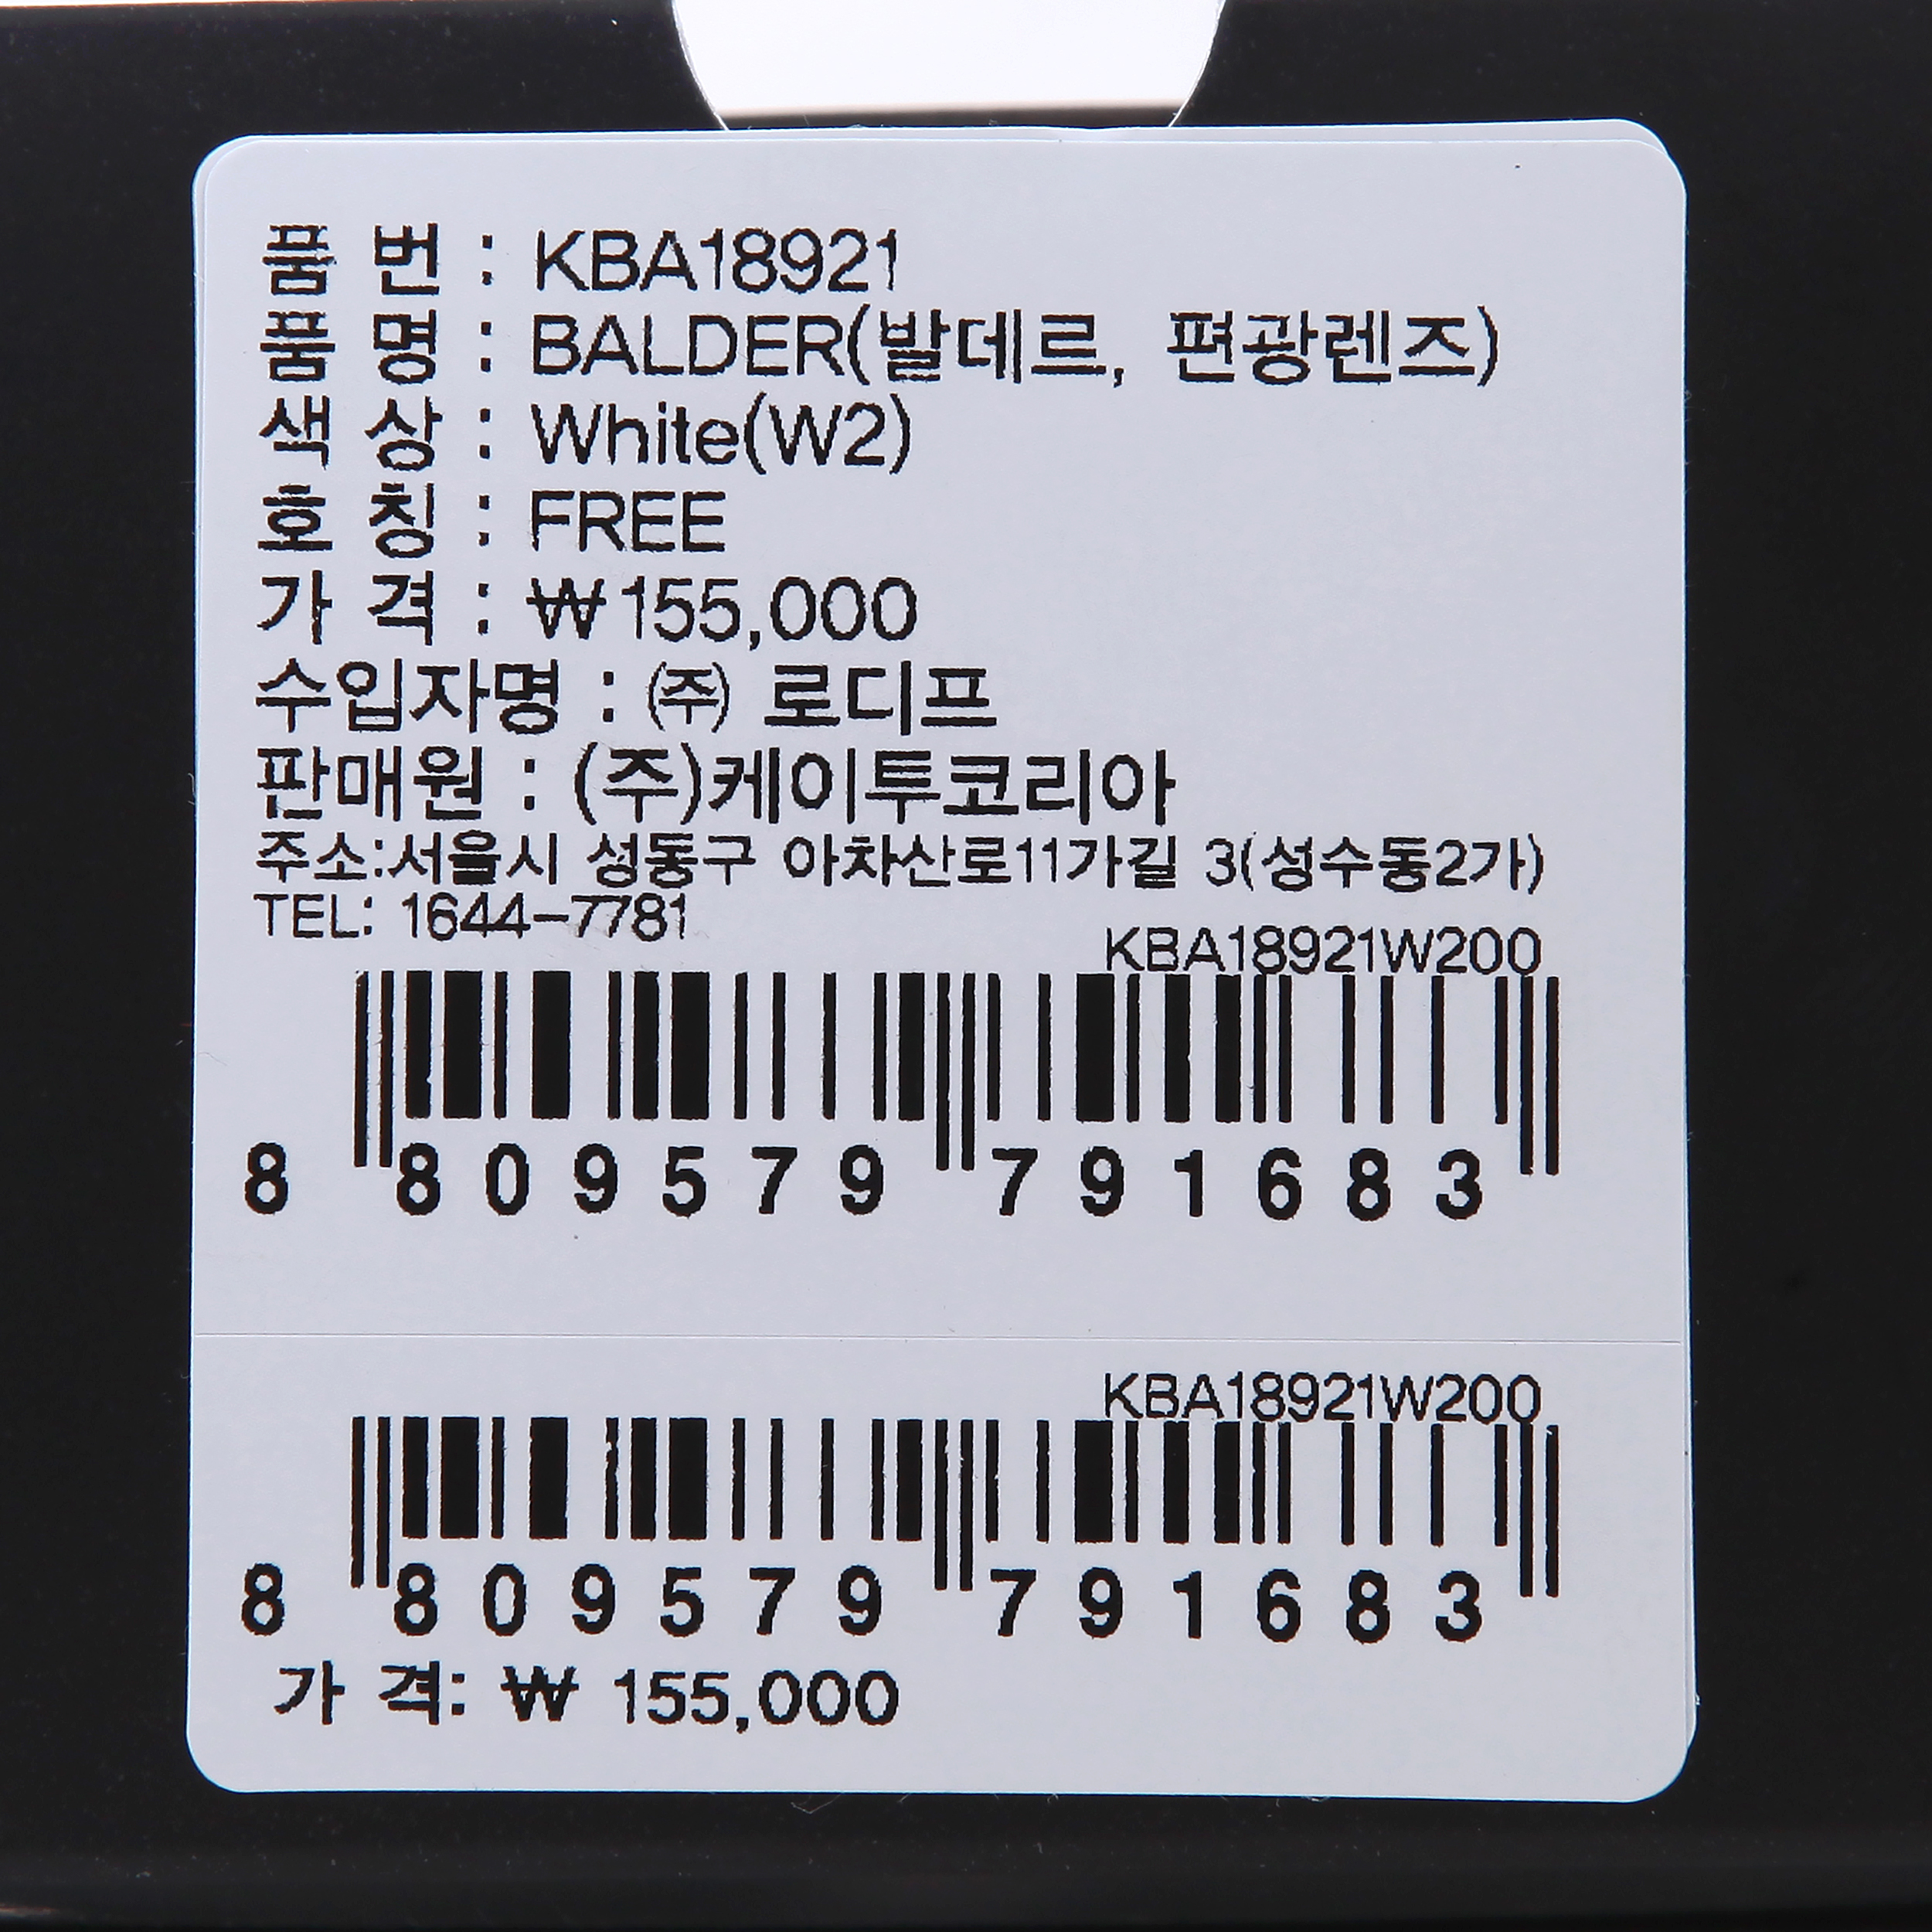 품 번 : KBA18921
품 명 : BALDER(발데르, 편광렌즈)
색 상 : White(W2)
호 칭 : FREE
가 격 : ₩155,000
수입자명 : ㈜ 로디프
판매원 : (주)케이투코리아
주소:서울시 성동구 아차산로11가길 3(성수동2가)
TEL: 1644-7781
KBA18921W200
8 809579 791683
KBA18921W200
8 809579 791683
가 격: ₩ 155,000